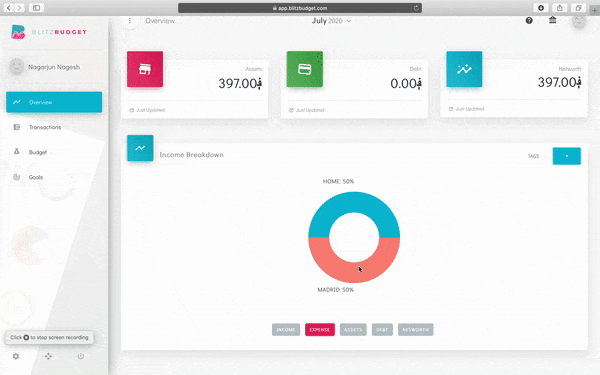 app.blitzbudget.com
BLITZBUDGET
Nagarjun Nagesh
Overview
Transactions
Budget
Goals
Click to stop screen recording
Overview
July 2020
Assets
397.00؋
Just Updated
Debt
0.00؋
Just Updated
Networth
397.00؋
Just Updated
Income Breakdown
TAGS
HOME: 50%
MADRID: 50%
INCOME
EXPENSE
ASSETS
DEBT
NETWORTH